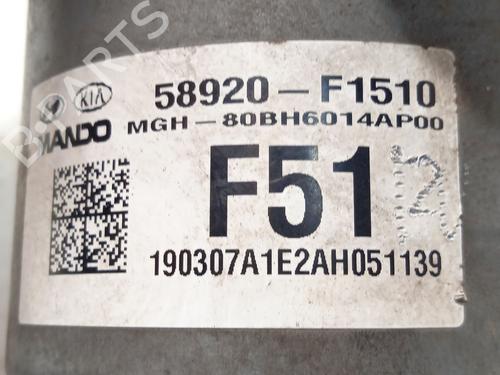 KIA 58920-F1510
MANDO MGH-80BH6014AP00
F51
190307A1E2AH051139
B-PARTS